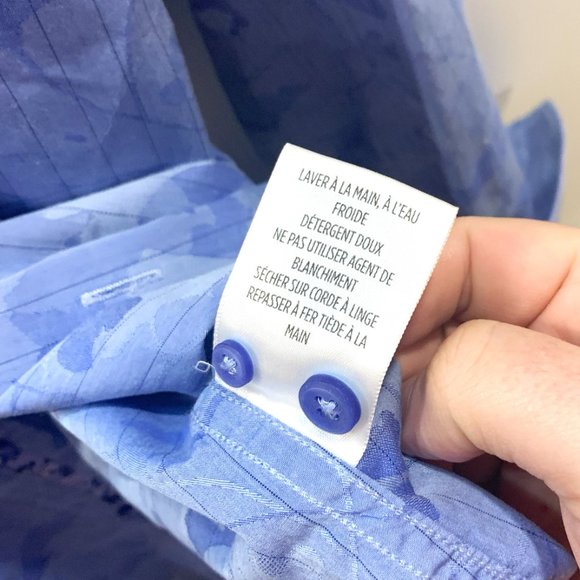 LAVER À LA MAIN, À L'EAU
FROIDE
DÉTERGENT DOUX
NE PAS UTILISER AGENT DE
BLANCHIMENT
SÉCHER SUR CORDE À LINGE
REPASSER À FER TIÈDE À LA
MAIN